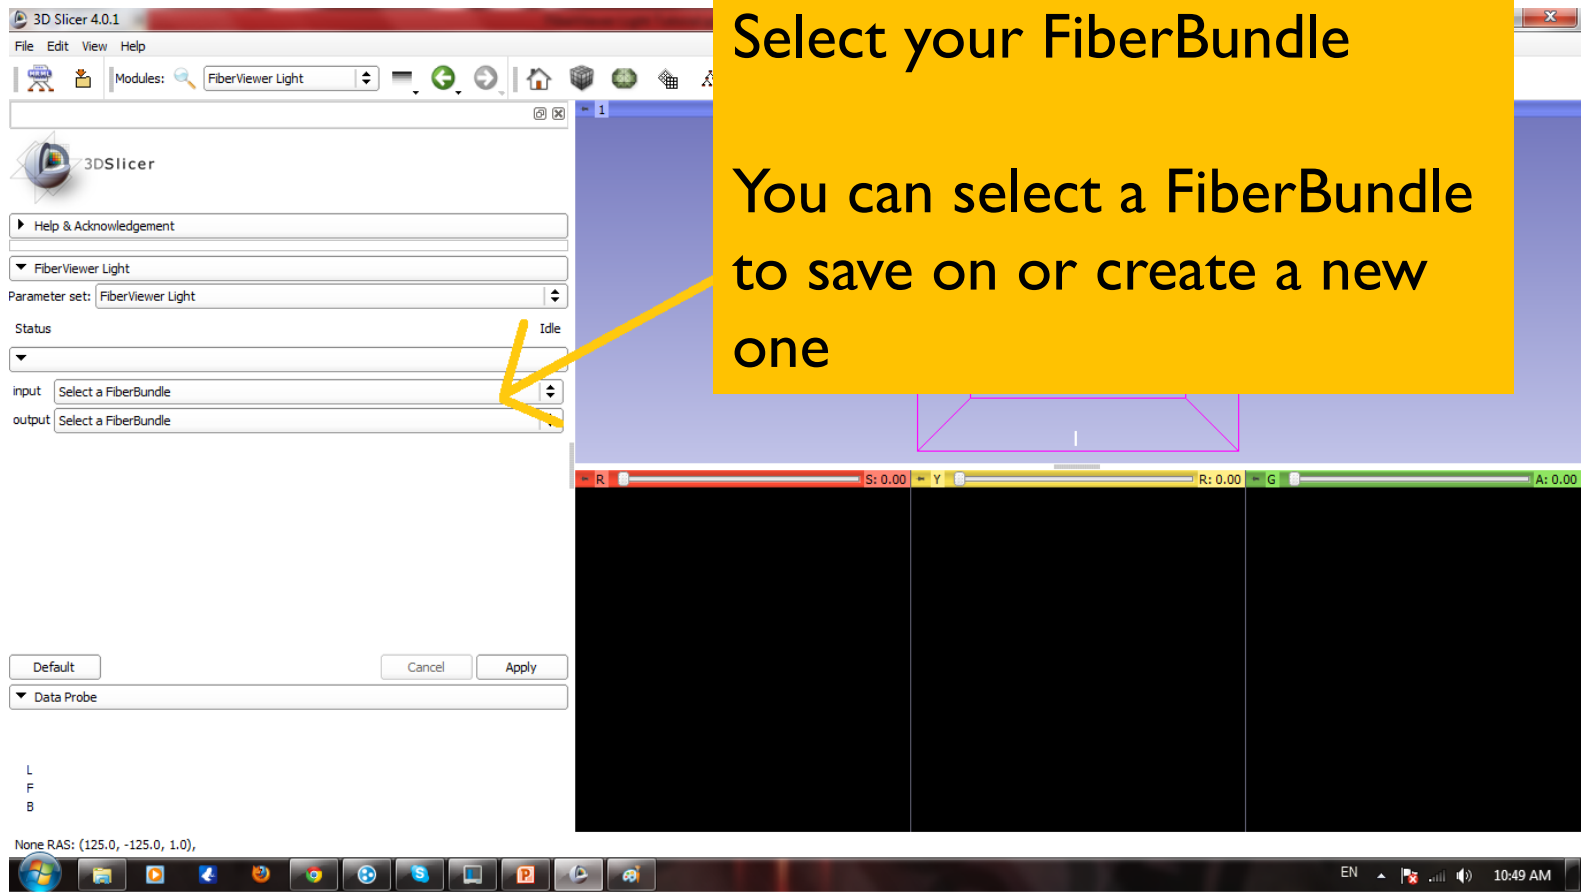 3D Slicer 4.0.1
File Edit View Help
Modules: FiberViewer Light
Select your FiberBundle
You can select a FiberBundle
to save on or create a new
one
1
3DSlicer
Help & Acknowledgement
FiberViewer Light
Parameter set: FiberViewer Light
Status Idle
input Select a FiberBundle
output Select a FiberBundle
R S: 0.00 Y R: 0.00 G A: 0.00
Default Cancel Apply
Data Probe
L
F
B
None RAS: (125.0, -125.0, 1.0),
EN 10:49 AM